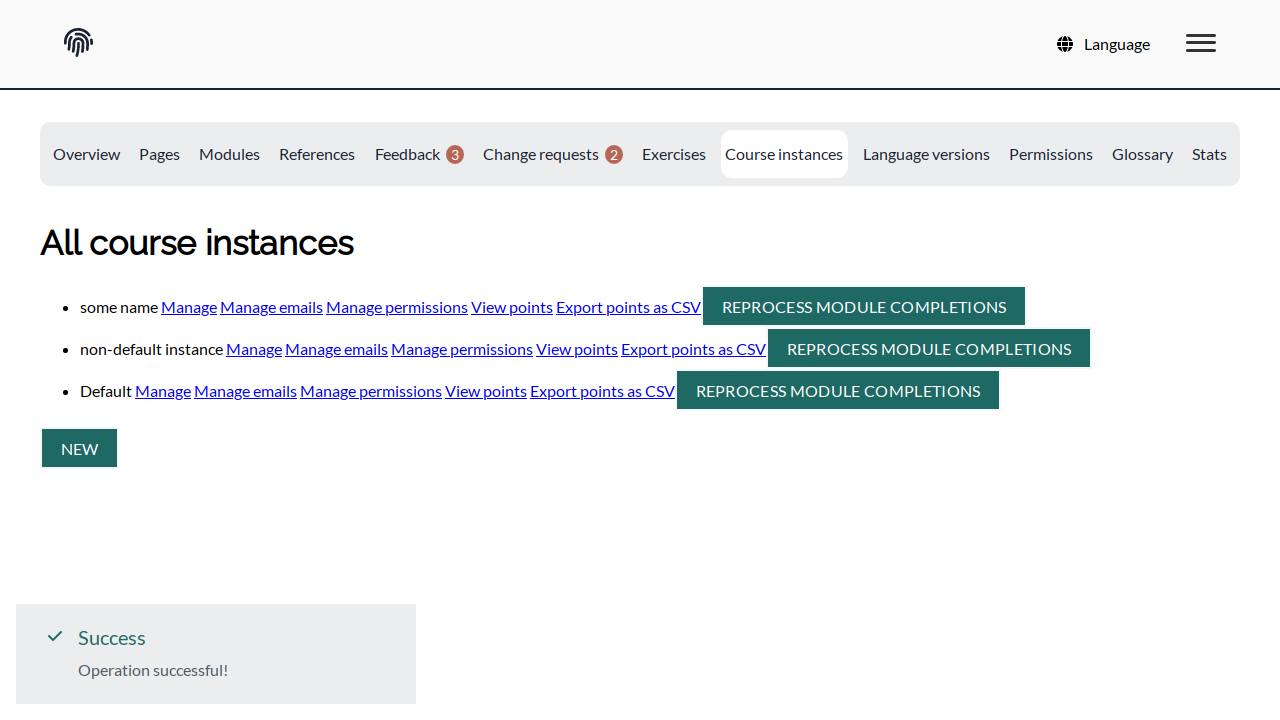 Language
Overview Pages Modules References Feedback 3 Change requests 2 Exercises Course instances Language versions Permissions Glossary Stats
All course instances
some name Manage Manage emails Manage permissions View points Export points as CSV REPROCESS MODULE COMPLETIONS
non-default instance Manage Manage emails Manage permissions View points Export points as CSV REPROCESS MODULE COMPLETIONS
Default Manage Manage emails Manage permissions View points Export points as CSV REPROCESS MODULE COMPLETIONS
NEW
Success
Operation successful!